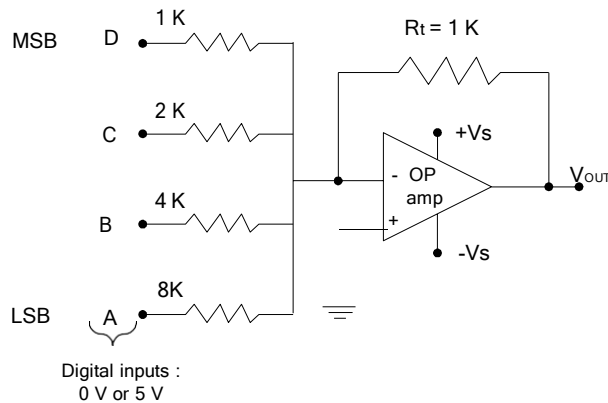 1 K
Rt = 1 K
MSB D
2 K
C
+Vs
- OP
amp
+
VOUT
4 K
B
-Vs
8K
LSB A
Digital inputs :
0 V or 5 V